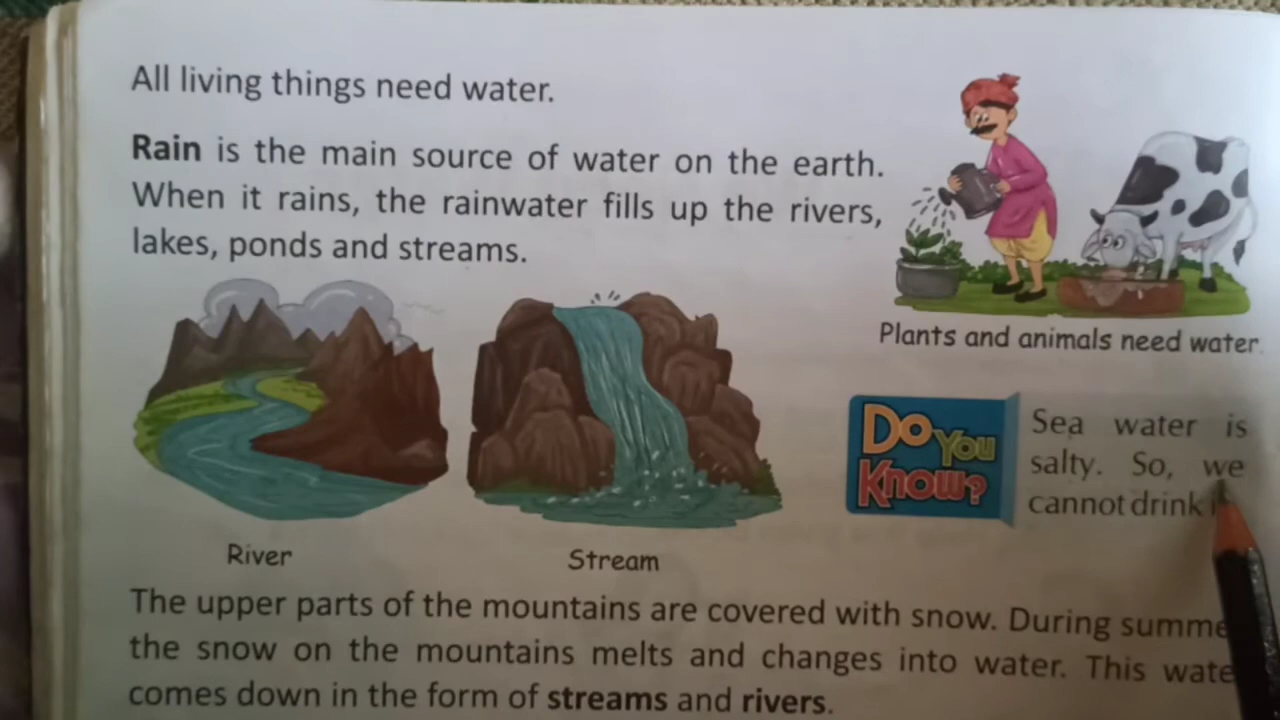 All living things need water.
Rain is the main source of water on the earth.
When it rains, the rainwater fills up the rivers,
lakes, ponds and streams.
Plants and animals need water.
River
Stream
Do You
Know?
Sea water is
salty. So, we
cannot drink
The upper parts of the mountains are covered with snow. During
the snow on the mountains melts and changes into water. This
comes down in the form of streams and rivers.